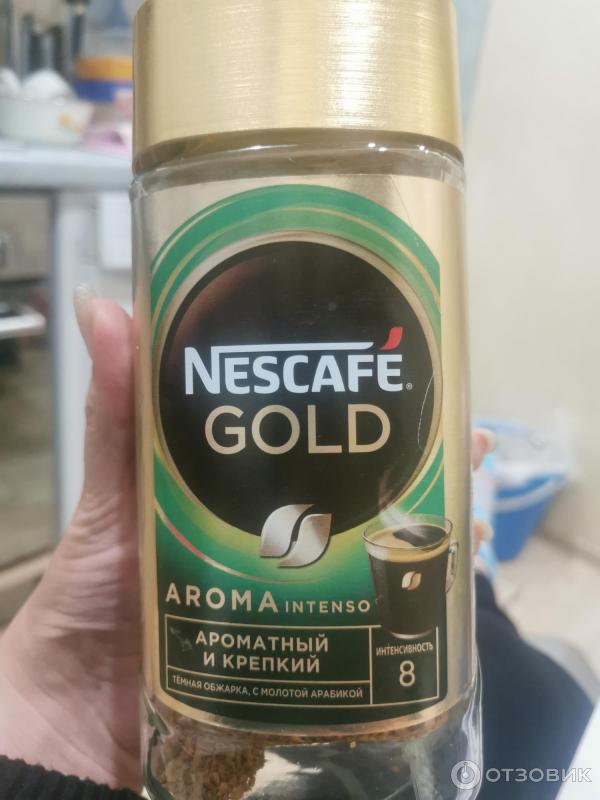 NESCAFÉ®
GOLD
AROMA INTENSO
АРОМАТНЫЙ
И КРЕПКИЙ
ТЁМНАЯ ОБЖАРКА, С МОЛОТОЙ АРАБИКОЙ
ИНТЕНСИВНОСТЬ
8
ОТЗОВИК